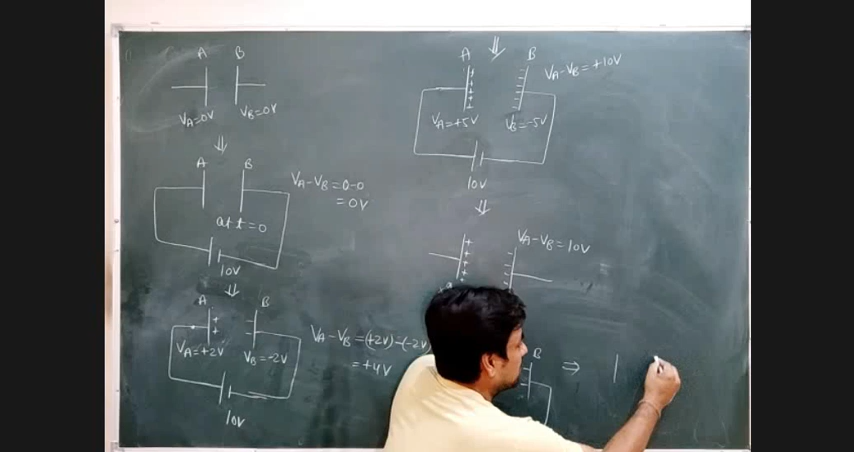 A B
VA=0V VB=0V
A B
VA-VB=0-0
=0V
at t=0
10V
A B
VA=+2V VB=-2V
VA-VB=(+2V)-(-2V)
=+4V
10V
A B
VA-VB=+10V
VA=+5V VB=-5V
10V
VA-VB=10V
B